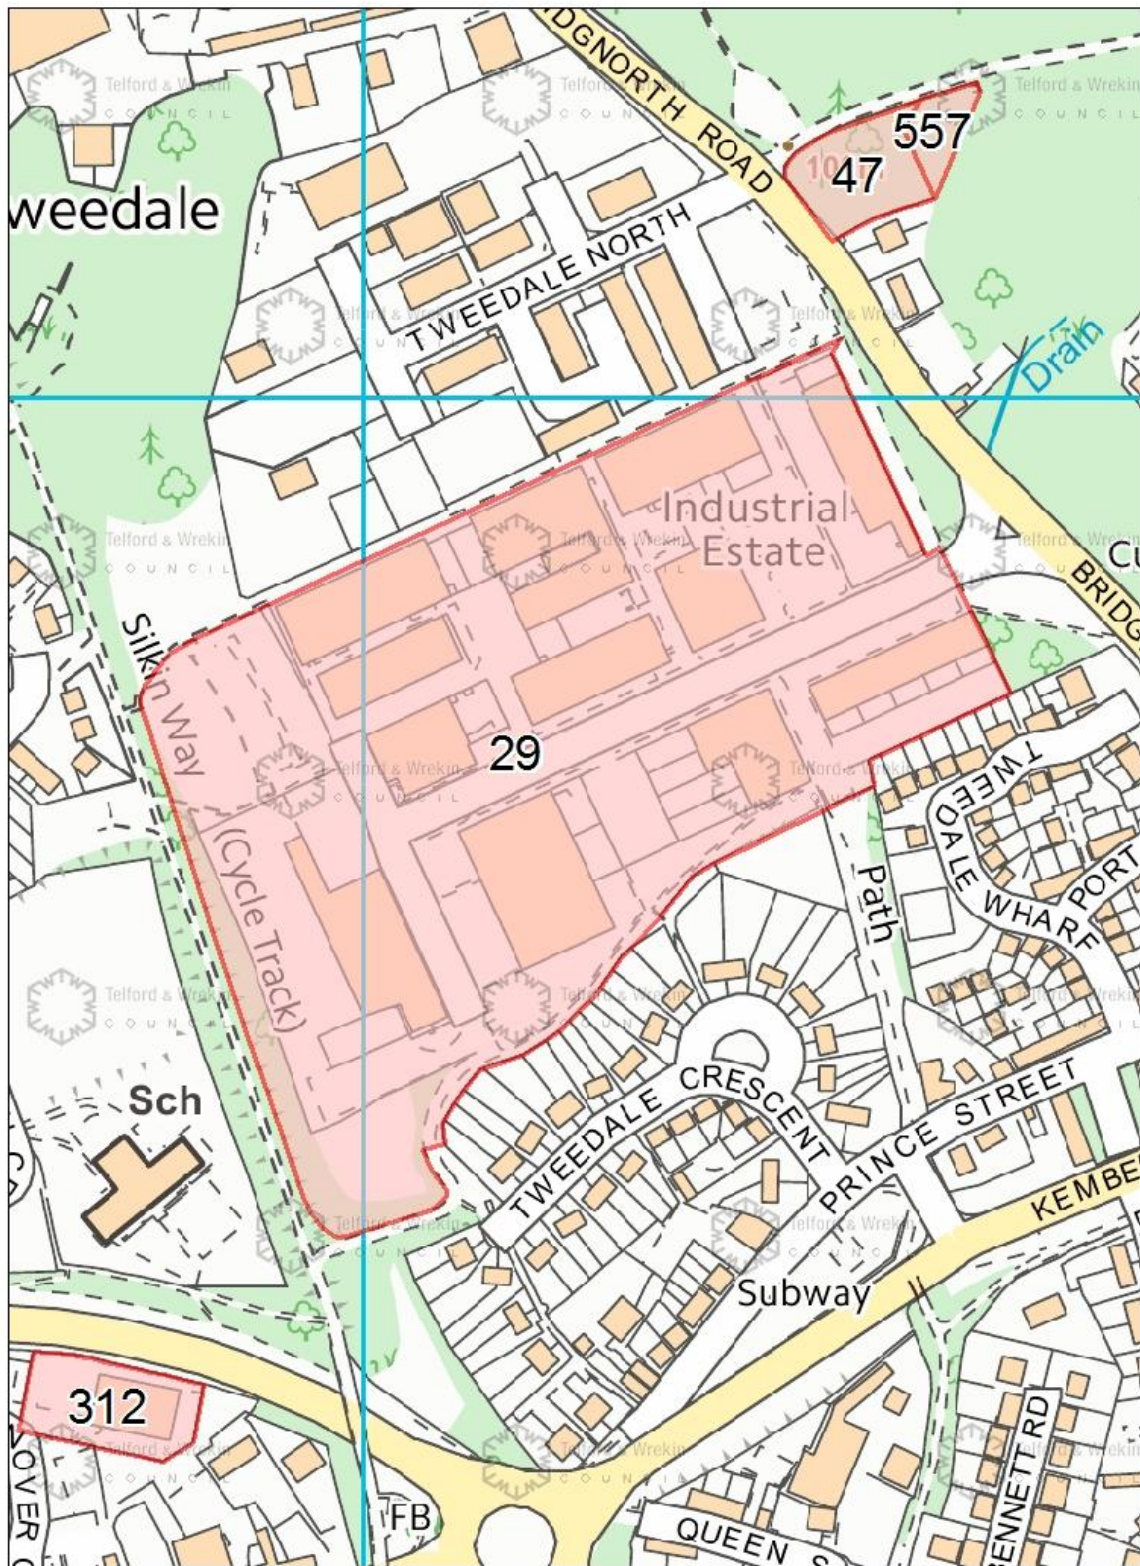 IDGNORTH ROAD
557
47
weedale
TWEEDALE NORTH
Drain
Industrial
Estate
Cu
BRIDG
Silkin Way
(Cycle Track)
29
TWEEDALE WHARF
PORT
Path
Sch
TWEEDALE CRESCENT
PRINCE STREET
KEMBE
Subway
312
FB
QUEEN S
BENNETT RD
Telford & Wrekin
COUNCIL